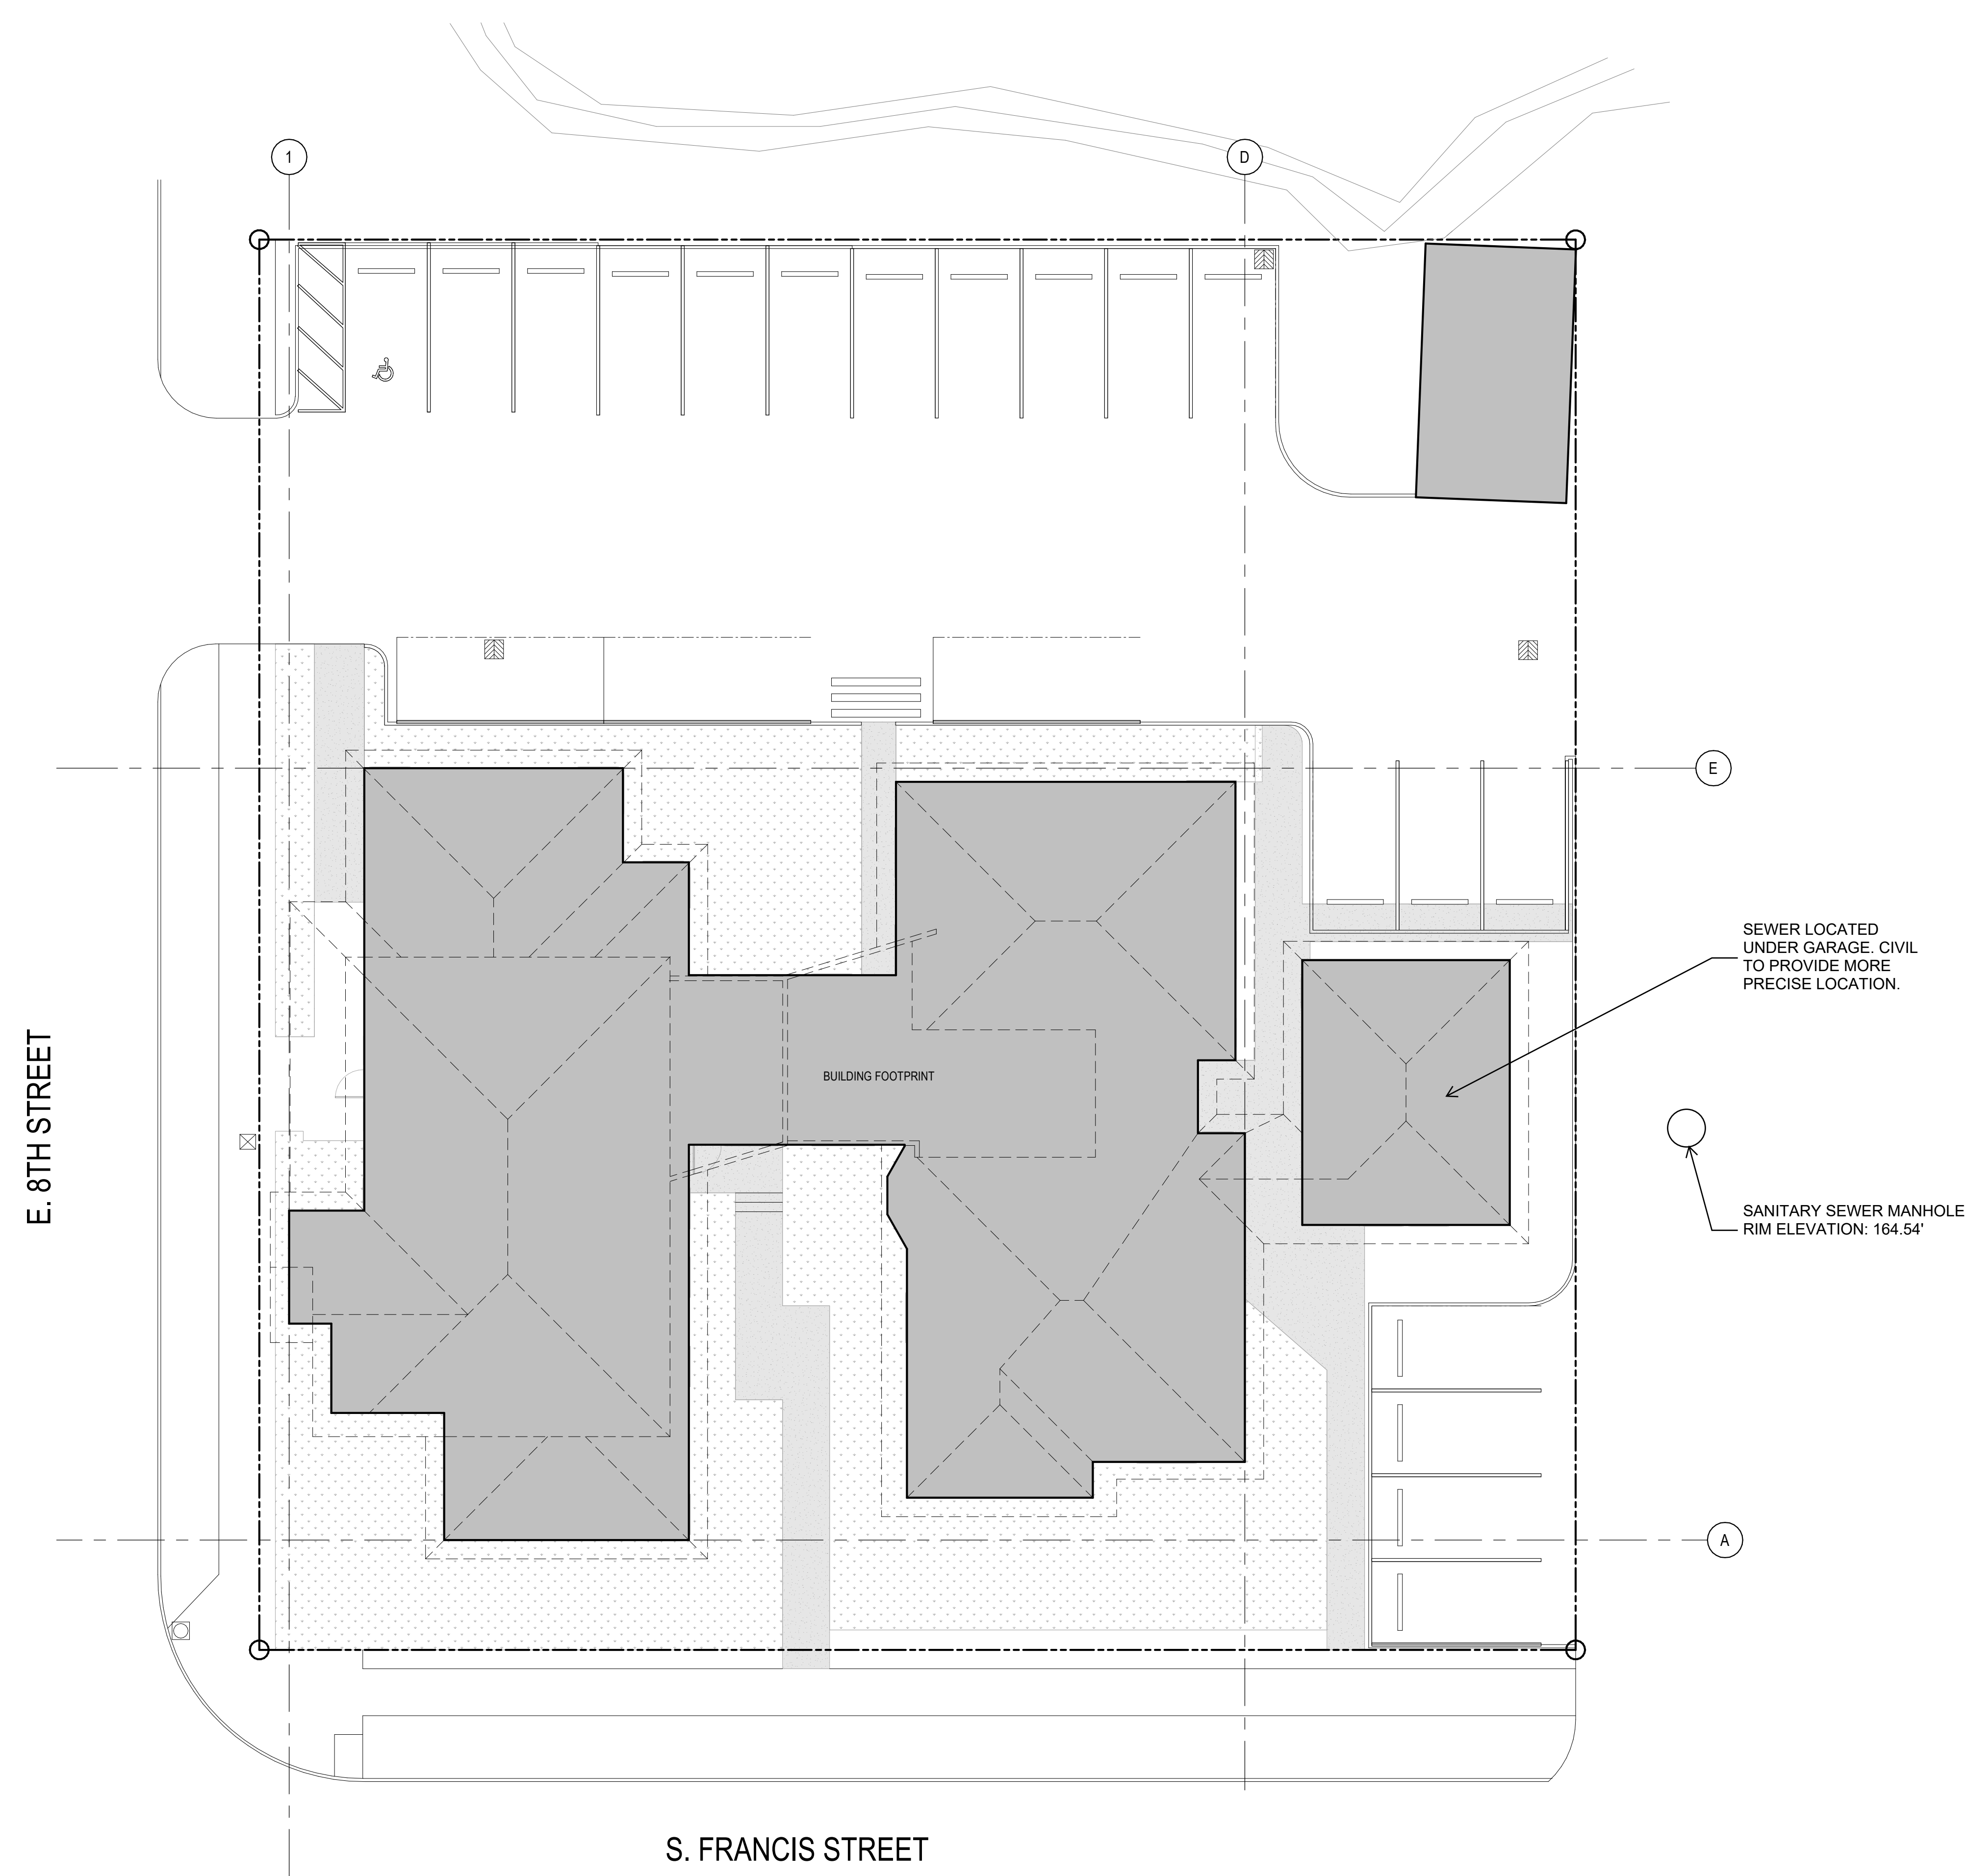 1
D
E
SEWER LOCATED
UNDER GARAGE. CIVIL
TO PROVIDE MORE
PRECISE LOCATION.
E. 8TH STREET
BUILDING FOOTPRINT
SANITARY SEWER MANHOLE
RIM ELEVATION: 164.54'
A
S. FRANCIS STREET